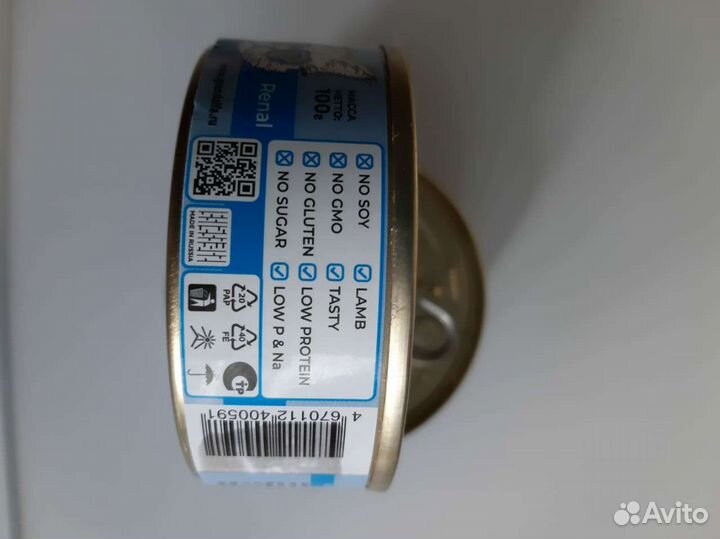 Renal
МАССА
НЕТТО:
100г
NO SOY
NO GMO
NO GLUTEN
NO SUGAR
LAMB
TASTY
LOW PROTEIN
LOW P & Na
MADE IN RUSSIA
20
PAP
40
FE
4 670112 400591
Avito